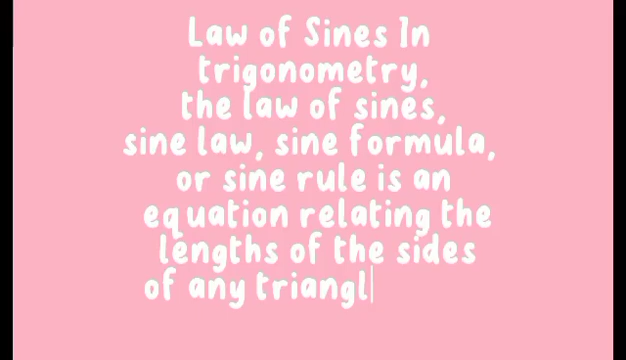 Law of Sines In
trigonometry,
the law of sines,
sine law, sine formula,
or sine rule is an
equation relating the
lengths of the sides
of any triangl